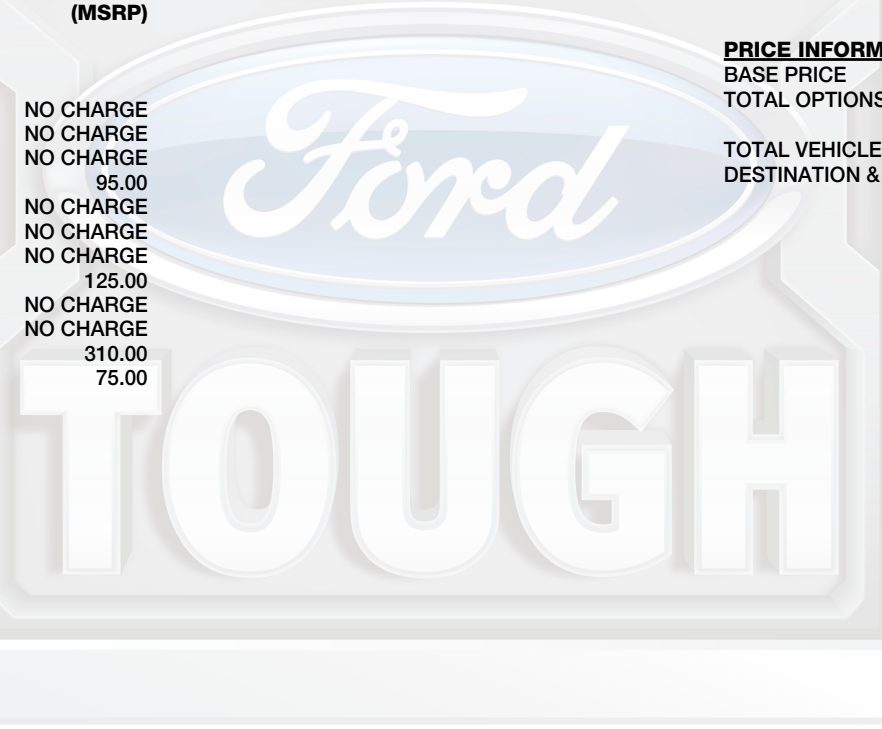 (MSRP)
NO CHARGE
NO CHARGE
NO CHARGE
95.00
NO CHARGE
NO CHARGE
NO CHARGE
125.00
NO CHARGE
NO CHARGE
310.00
75.00
PRICE INFORM
BASE PRICE
TOTAL OPTIONS
TOTAL VEHICLE
DESTINATION &
Ford
TOUGH